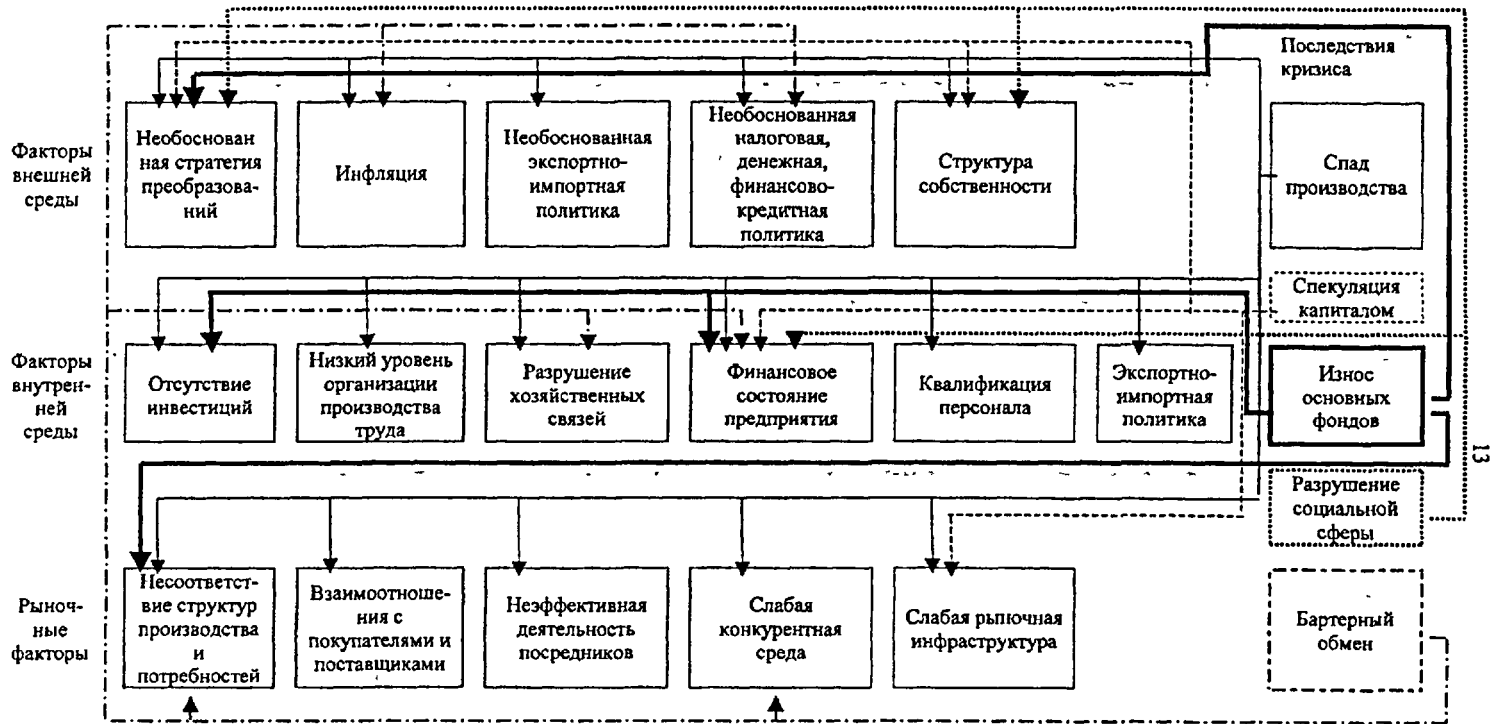 Последствия
кризиса
Факторы
внешней
среды
Необоснован
ная стратегия
преобразова-
ний
Инфляция
Необоснованная
экспортно-
импортная
политика
Необоснованная
налоговая,
денежная,
финансово-
кредитная
политика
Структура
собственности
Спад
производства
Спекуляция
капиталом
Факторы
внутрен-
ней
среды
Отсутствие
инвестиций
Низкий уровень
организации
производства
труда
Разрушение
хозяйственных
связей
Финансовое
состояние
предприятия
Квалификация
персонала
Экспортно-
импортная
политика
Износ
основных
фондов
13
Разрушение
социальной
сферы
Рыноч-
ные
факторы
Несоответст-
вие структур
производства
и
потребностей
Взаимоотноше-
ния с
покупателями и
поставщиками
Неэффективная
деятельность
посредников
Слабая
конкурентная
среда
Слабая рыночная
инфраструктура
Бартерный
обмен